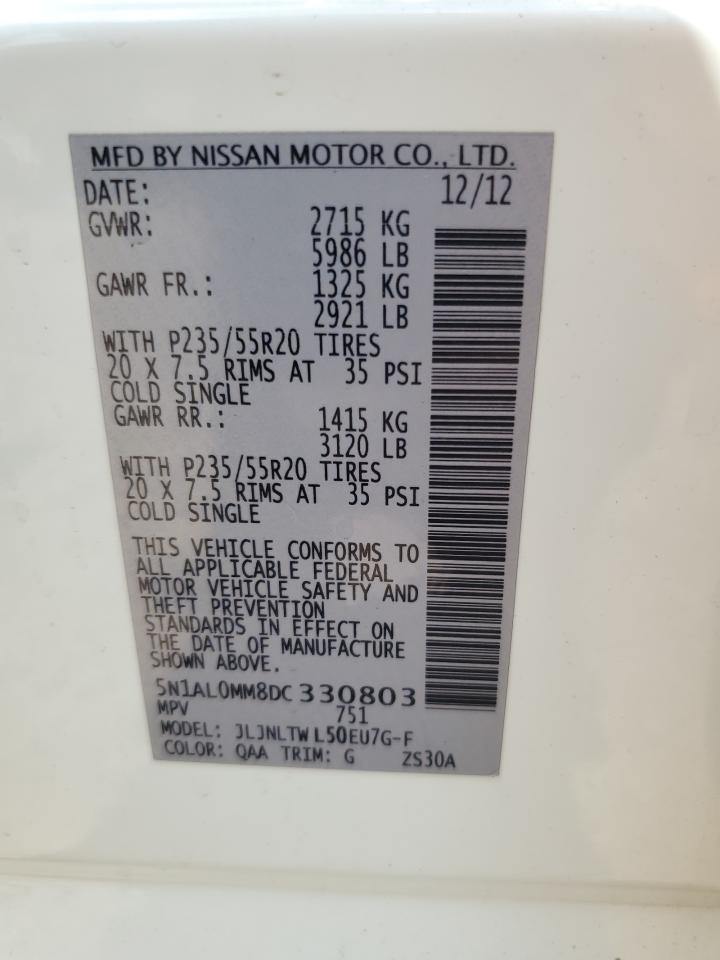 MFD BY NISSAN MOTOR CO., LTD.
DATE: 12/12
GVWR: 2715 KG
5986 LB
GAWR FR.: 1325 KG
2921 LB
WITH P235/55R20 TIRES
20 X 7.5 RIMS AT 35 PSI
COLD SINGLE
GAWR RR.: 1415 KG
3120 LB
WITH P235/55R20 TIRES
20 X 7.5 RIMS AT 35 PSI
COLD SINGLE
THIS VEHICLE CONFORMS TO
ALL APPLICABLE FEDERAL
MOTOR VEHICLE SAFETY AND
THEFT PREVENTION
STANDARDS IN EFFECT ON
THE DATE OF MANUFACTURE
SHOWN ABOVE.
5N1AL0MM8DC 330803
MPV 751
MODEL: JLJNLTW L50EU7G-F
COLOR: QAA TRIM: G ZS30A